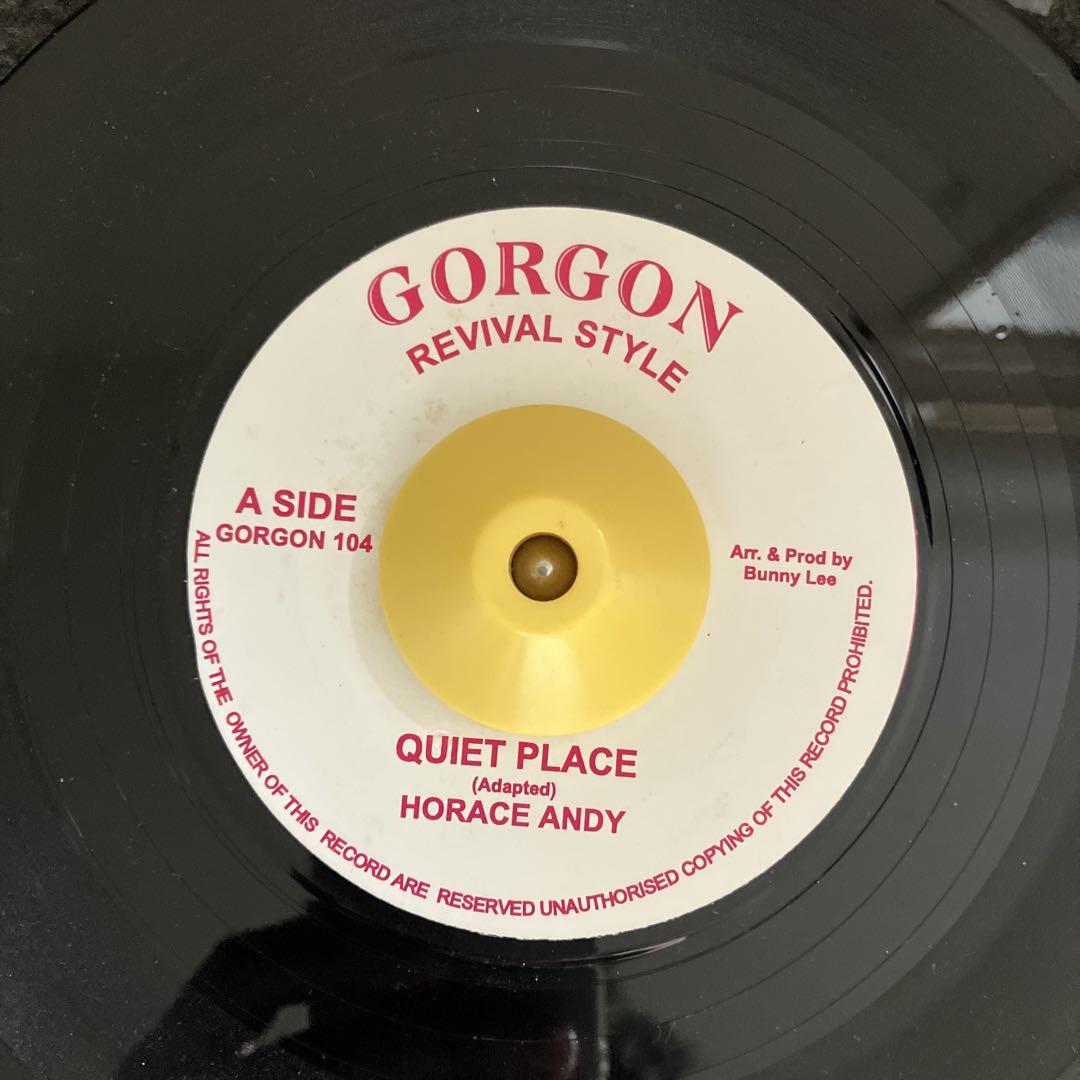 GORGON
REVIVAL STYLE
A SIDE
GORGON 104
Arr. & Prod by
Bunny Lee
QUIET PLACE
(Adapted)
HORACE ANDY
ALL RIGHTS OF THE OWNER OF THIS RECORD ARE RESERVED UNAUTHORISED COPYING OF THIS RECORD PROHIBITED.